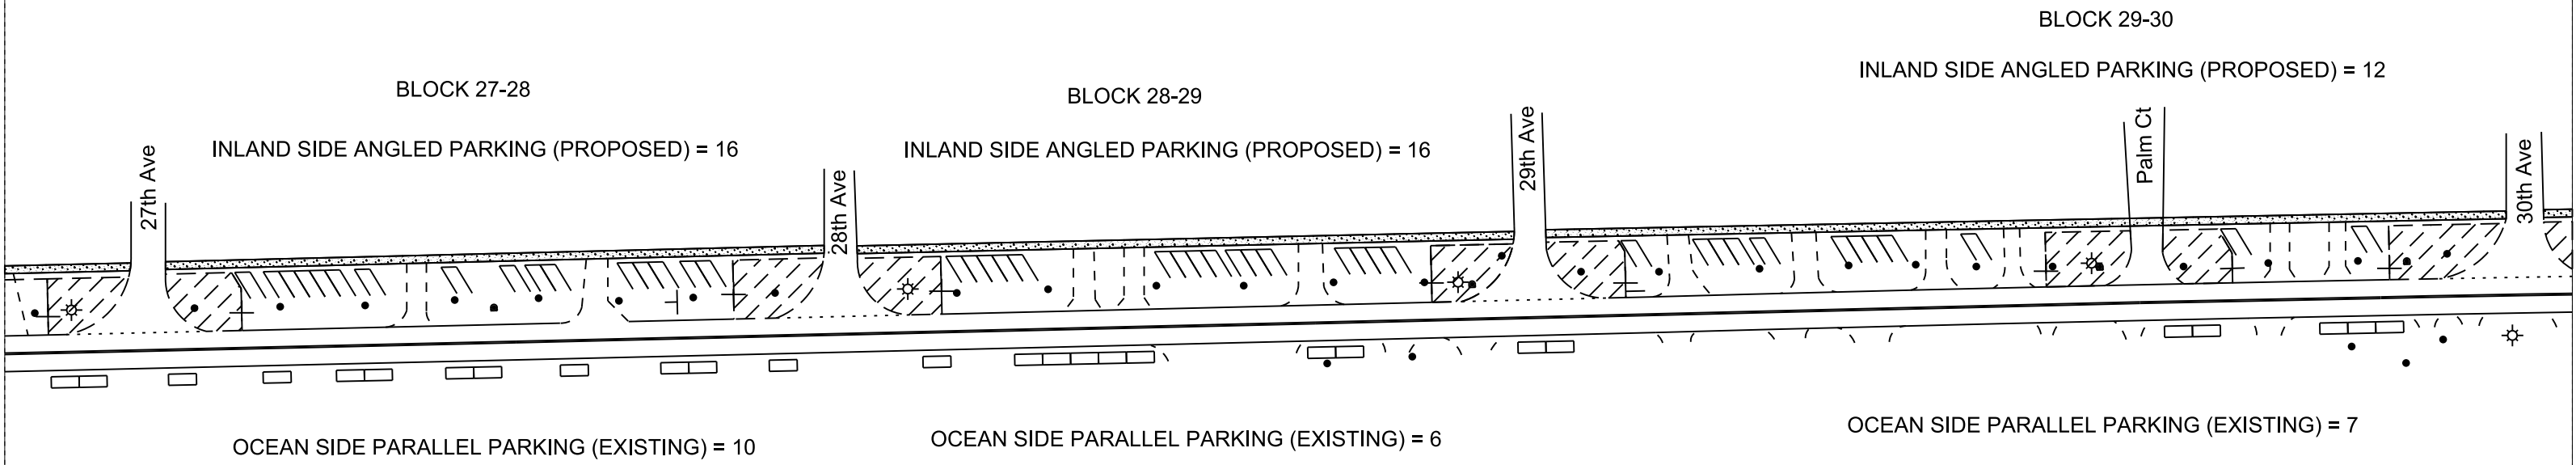 BLOCK 27-28
INLAND SIDE ANGLED PARKING (PROPOSED) = 16
BLOCK 28-29
INLAND SIDE ANGLED PARKING (PROPOSED) = 16
BLOCK 29-30
INLAND SIDE ANGLED PARKING (PROPOSED) = 12
27th Ave
28th Ave
29th Ave
Palm Ct
30th Ave
OCEAN SIDE PARALLEL PARKING (EXISTING) = 10
OCEAN SIDE PARALLEL PARKING (EXISTING) = 6
OCEAN SIDE PARALLEL PARKING (EXISTING) = 7